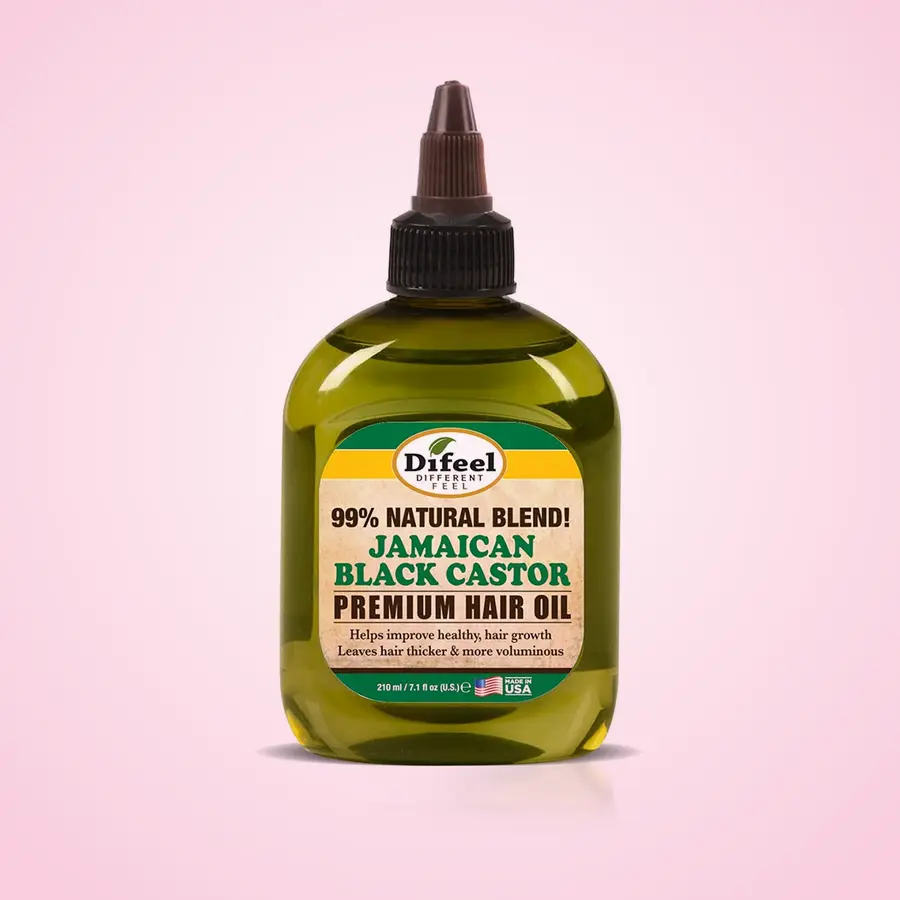 Difeel
DIFFERENT
FEEL
99% NATURAL BLEND!
JAMAICAN
BLACK CASTOR
PREMIUM HAIR OIL
Helps improve healthy, hair growth
Leaves hair thicker & more voluminous
210 ml / 7.1 fl oz (U.S.) ℮ MADE IN
USA